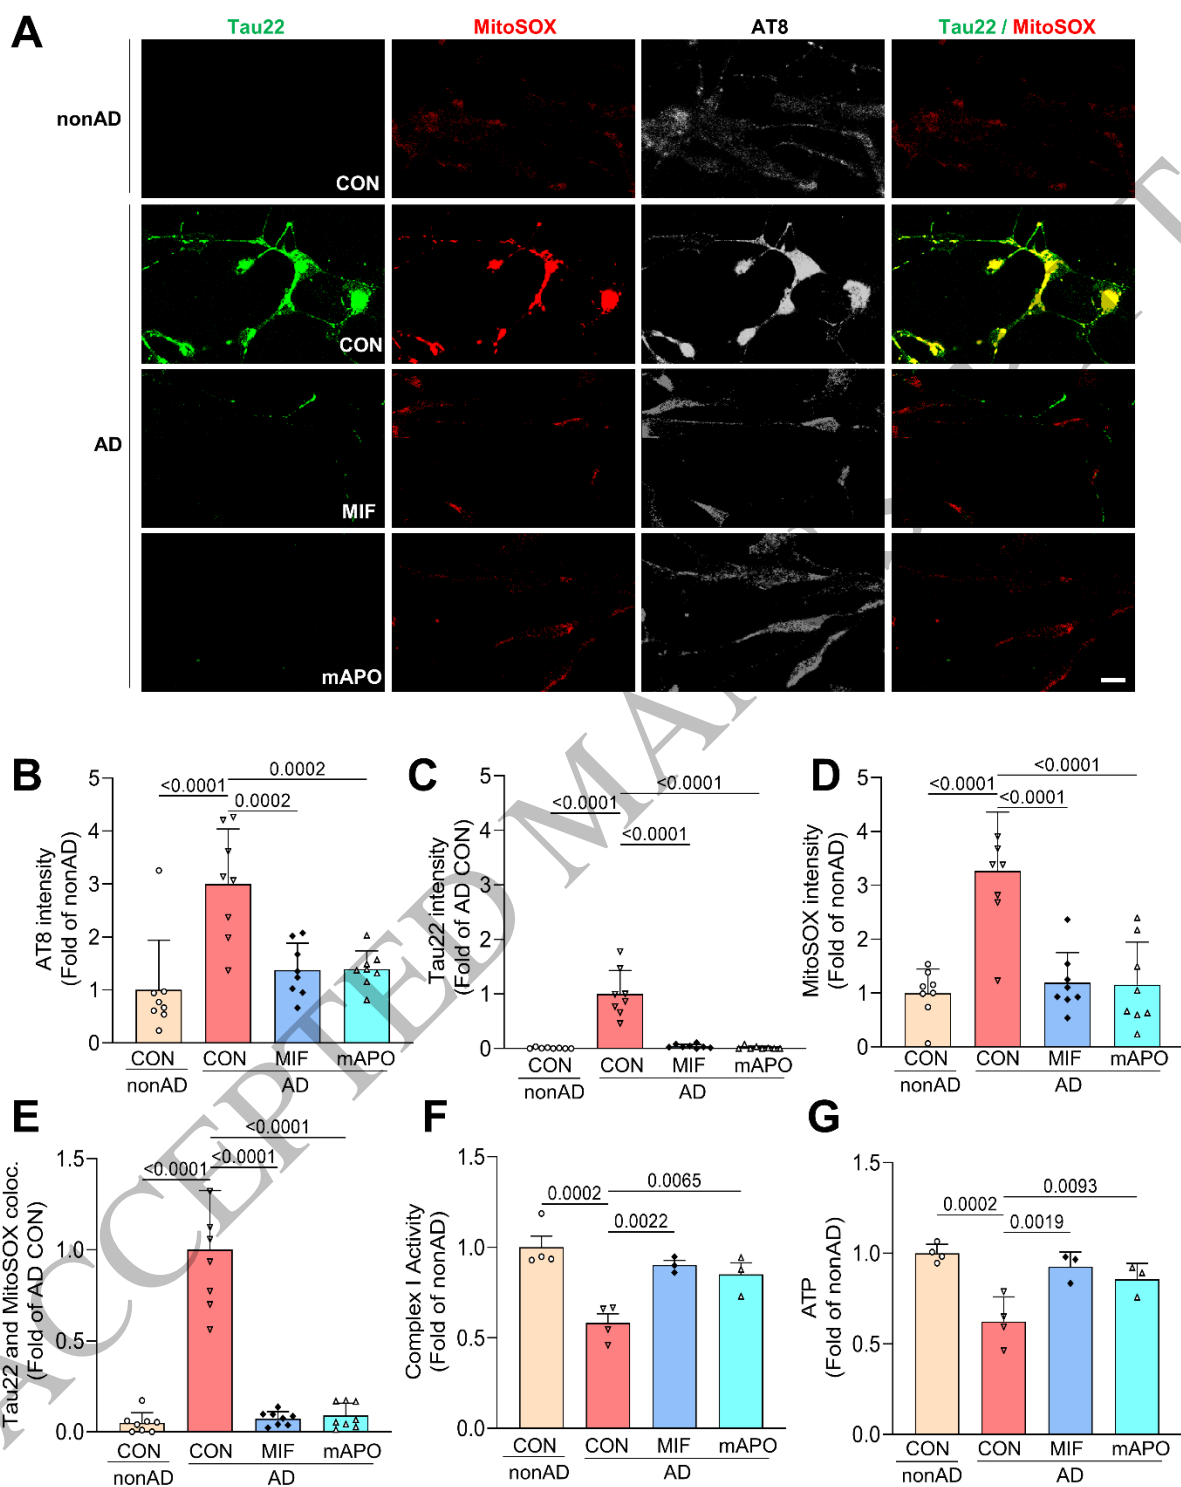 A
Tau22 MitoSOX AT8 Tau22 / MitoSOX
nonAD
CON
CON
AD
MIF
mAPO
B
AT8 intensity
(Fold of nonAD)
<0.0001
0.0002
0.0002
5
4
3
2
1
0
CON CON MIF mAPO
nonAD AD
C
Tau22 intensity
(Fold of AD CON)
<0.0001
<0.0001
<0.0001
5
4
3
2
1
0
CON CON MIF mAPO
nonAD AD
D
MitoSOX intensity
(Fold of nonAD)
<0.0001
<0.0001
<0.0001
5
4
3
2
1
0
CON CON MIF mAPO
nonAD AD
E
Tau22 and MitoSOX coloc.
(Fold of AD CON)
<0.0001
<0.0001
<0.0001
1.5
1.0
0.5
0.0
CON CON MIF mAPO
nonAD AD
F
Complex I Activity
(Fold of nonAD)
0.0065
0.0002
0.0022
1.5
1.0
0.5
0.0
CON CON MIF mAPO
nonAD AD
G
ATP
(Fold of nonAD)
0.0093
0.0002
0.0019
1.5
1.0
0.5
0.0
CON CON MIF mAPO
nonAD AD
ACCEPTED MA